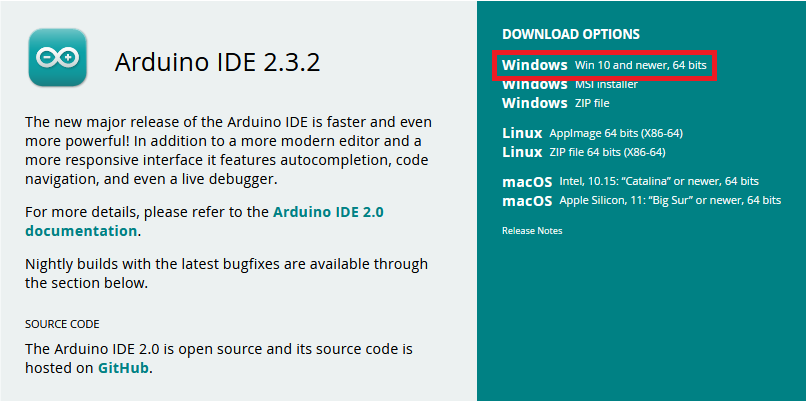 Arduino IDE 2.3.2
The new major release of the Arduino IDE is faster and even
more powerful! In addition to a more modern editor and a
more responsive interface it features autocompletion, code
navigation, and even a live debugger.
For more details, please refer to the Arduino IDE 2.0
documentation.
Nightly builds with the latest bugfixes are available through
the section below.
SOURCE CODE
The Arduino IDE 2.0 is open source and its source code is
hosted on GitHub.
DOWNLOAD OPTIONS
Windows Win 10 and newer, 64 bits
Windows MSI installer
Windows ZIP file
Linux AppImage 64 bits (X86-64)
Linux ZIP file 64 bits (X86-64)
macOS Intel, 10.15: “Catalina” or newer, 64 bits
macOS Apple Silicon, 11: “Big Sur” or newer, 64 bits
Release Notes